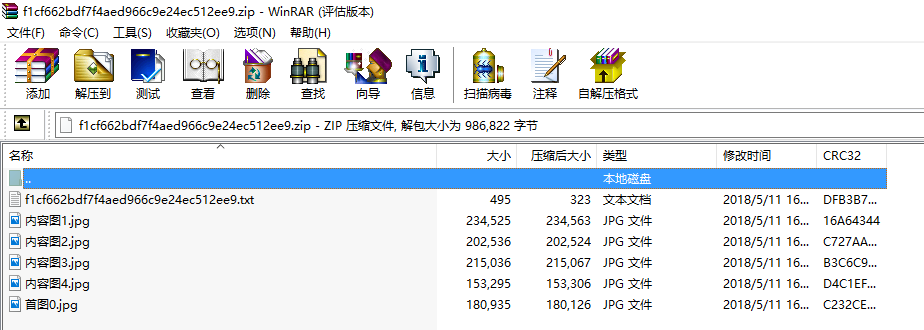 f1cf662bdf7f4aed966c9e24ec512ee9.zip - WinRAR (评估版本)
文件(F) 命令(C) 工具(S) 收藏夹(O) 选项(N) 帮助(H)
添加 解压到 测试 查看 删除 查找 向导 信息 扫描病毒 注释 自解压格式
f1cf662bdf7f4aed966c9e24ec512ee9.zip - ZIP 压缩文件, 解包大小为 986,822 字节
名称 大小 压缩后大小 类型 修改时间 CRC32
.. 本地磁盘
f1cf662bdf7f4aed966c9e24ec512ee9.txt 495 323 文本文档 2018/5/11 16... DFB3B7...
内容图1.jpg 234,525 234,563 JPG 文件 2018/5/11 16... 16A64344
内容图2.jpg 202,536 202,524 JPG 文件 2018/5/11 16... C727AA...
内容图3.jpg 215,036 215,067 JPG 文件 2018/5/11 16... B3C6C9...
内容图4.jpg 153,295 153,306 JPG 文件 2018/5/11 16... D4C1EF...
首图0.jpg 180,935 180,126 JPG 文件 2018/5/11 16... C232CE...